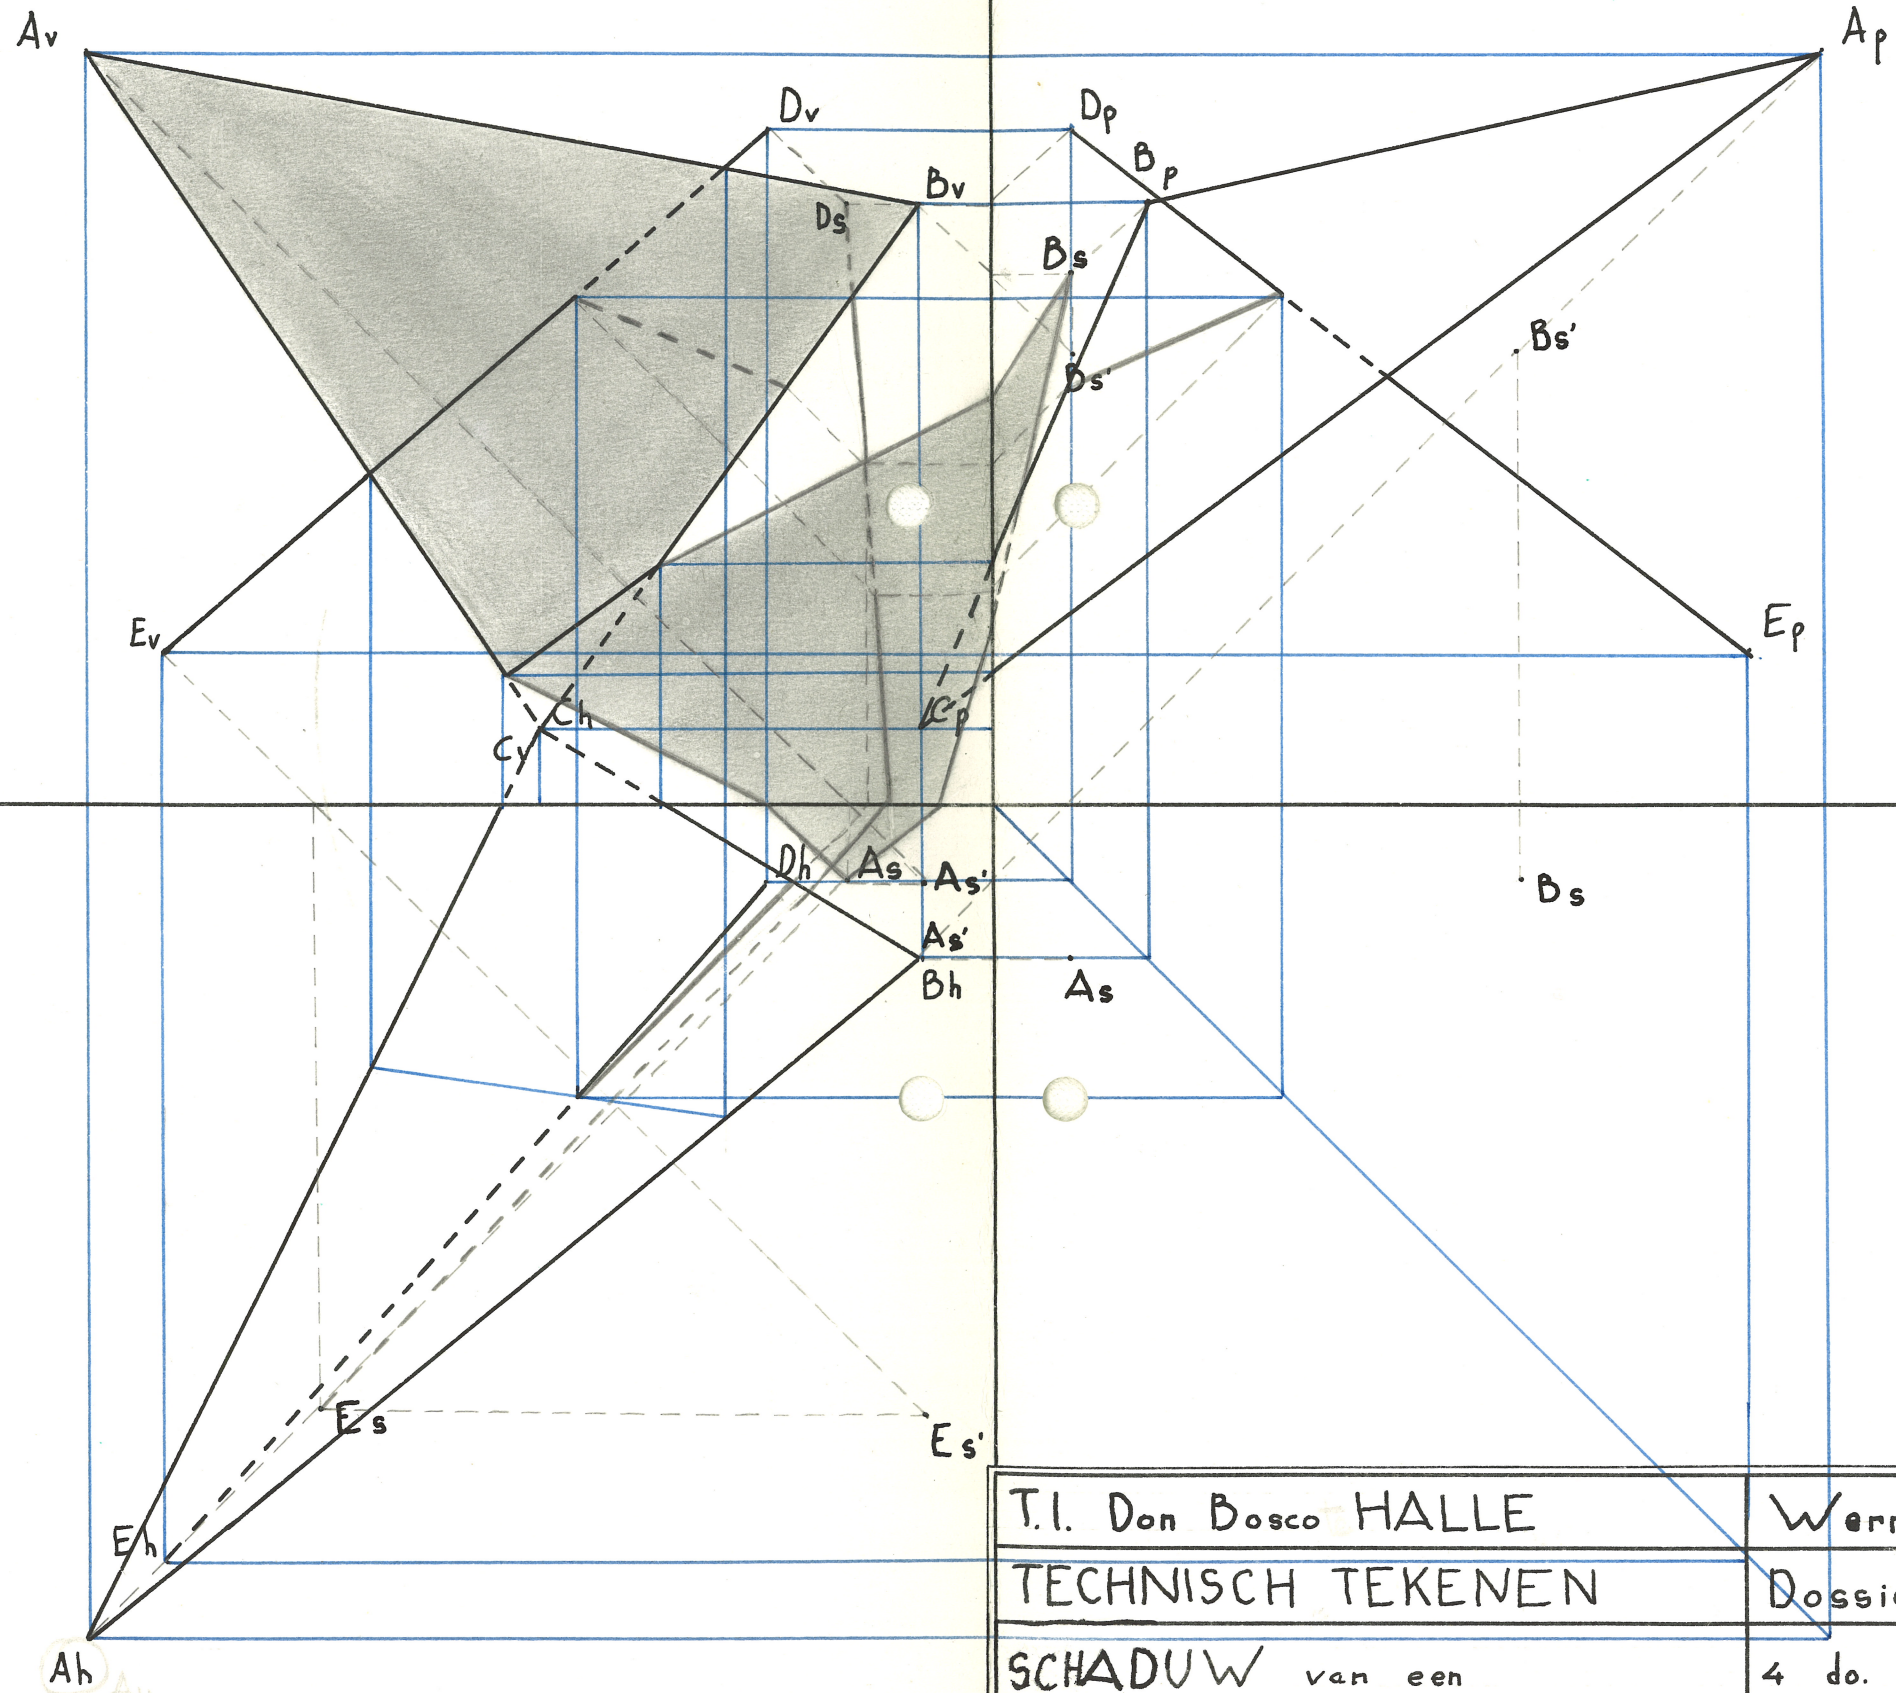 Av
Ap
Dv
Dp
Bp
Bv
Ds
Bs
Bs'
Bs'
Ev
Ep
Ch
Cp
Cv
Dh
As
As'
Bs
As'
Bh
As
Es
Es'
Eh
Ah
T.I. Don Bosco HALLE
TECHNISCH TEKENEN
SCHADUW van een
4 do.